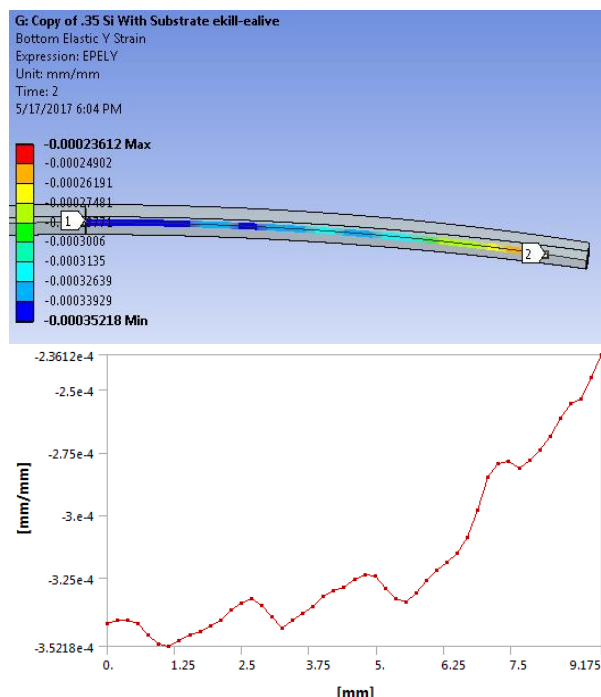 G: Copy of .35 Si With Substrate ekill-ealive
Bottom Elastic Y Strain
Expression: EPELY
Unit: mm/mm
Time: 2
5/17/2017 6:04 PM
-0.00023612 Max
-0.00024902
-0.00026191
-0.00027481
1
-0.0003006
-0.0003135
2
-0.00032639
-0.00033929
-0.00035218 Min
-2.3612e-4
-2.5e-4
-2.75e-4
-3.e-4
-3.25e-4
-3.5218e-4
[mm/mm]
0. 1.25 2.5 3.75 5. 6.25 7.5 9.175
[mm]